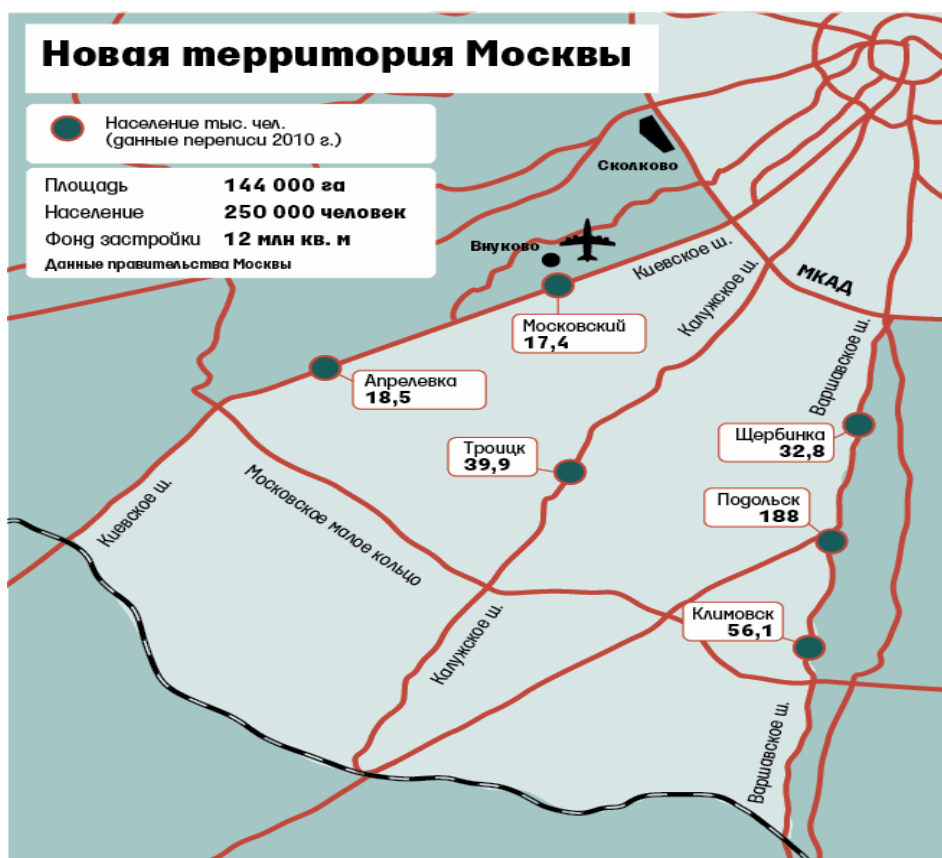 Новая территория Москвы
Население тыс. чел.
(данные переписи 2010 г.)
Площадь 144 000 га
Население 250 000 человек
Фонд застройки 12 млн кв. м
Данные правительства Москвы
Сколково
Внуково
Киевское ш.
Калужское ш.
МКАД
Московский
17,4
Варшавское ш.
Апрелевка
18,5
Щербинка
32,8
Троицк
39,9
Подольск
188
Киевское ш.
Московское малое кольцо
Климовск
56,1
Калужское ш.
Варшавское ш.